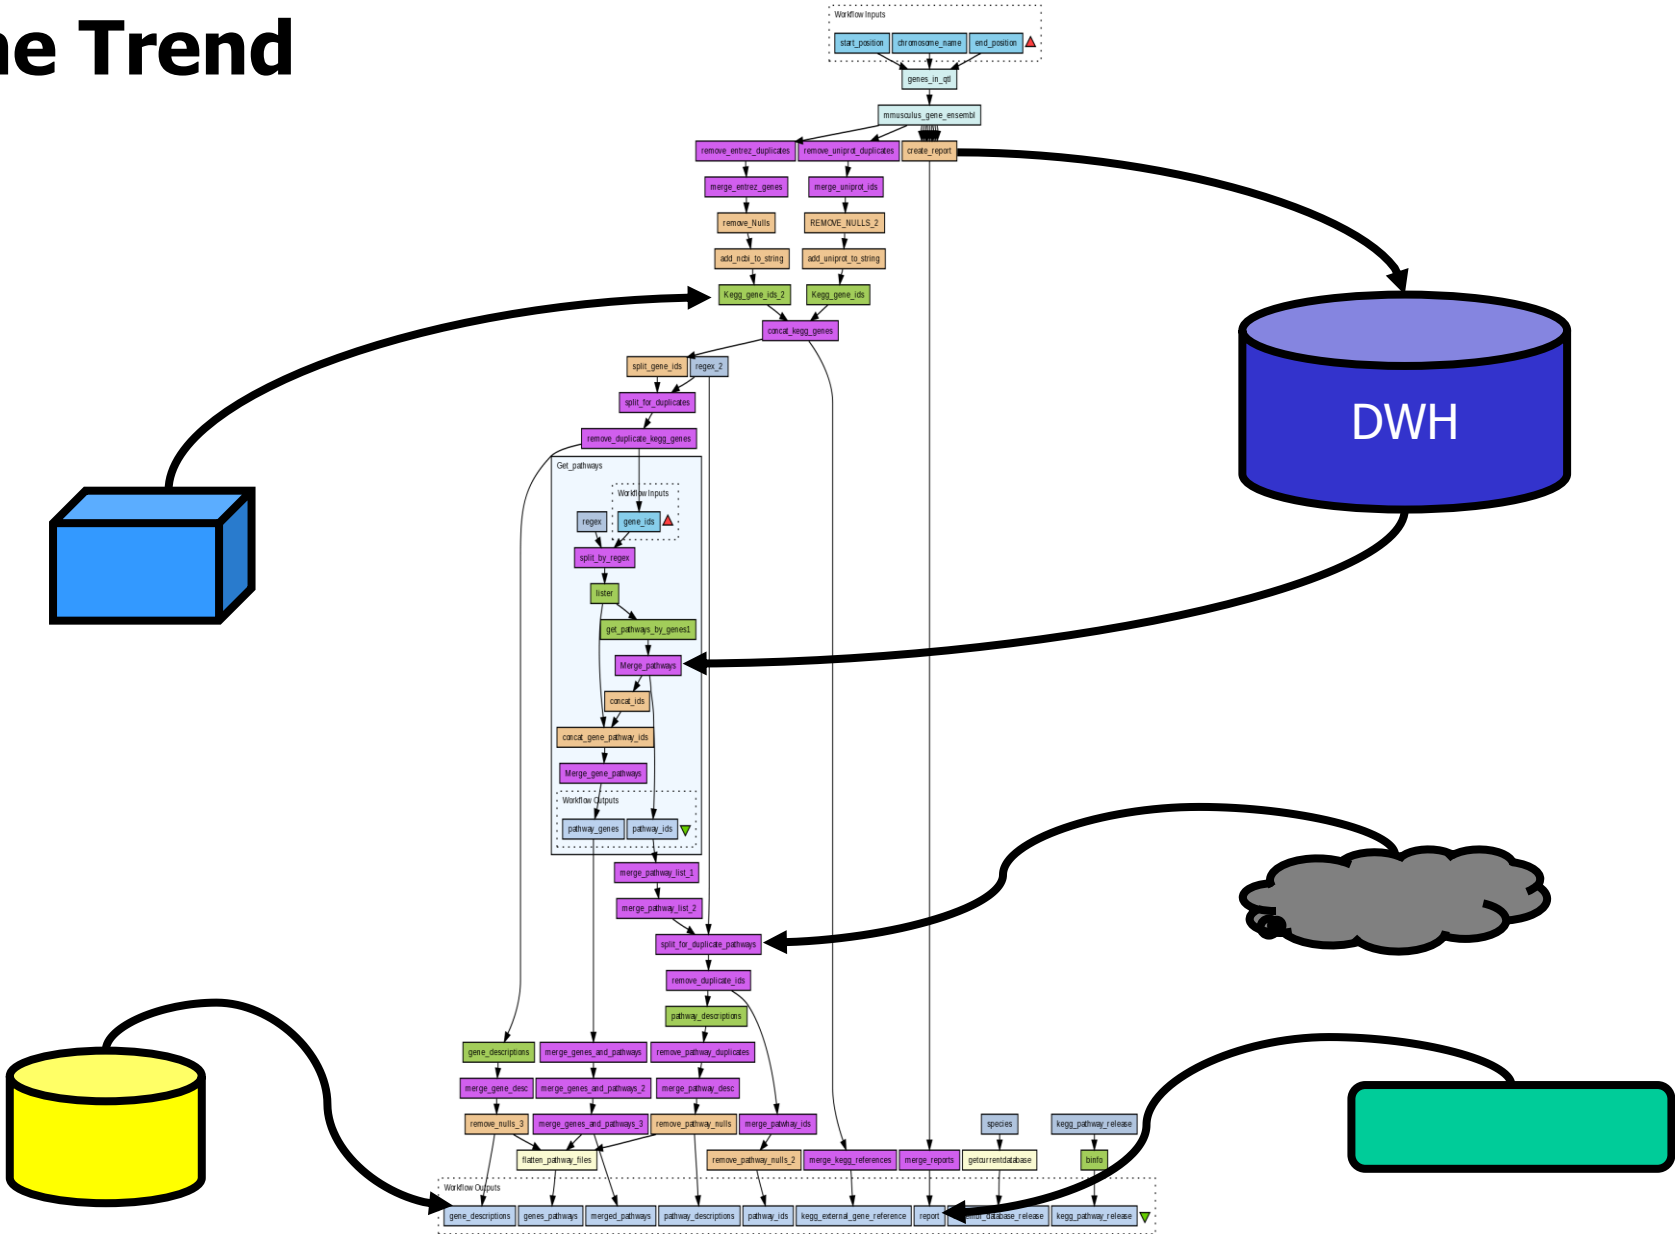 ne Trend
Workflow Inputs
start_position chromosome_name end_position
genes_in_qtl
mmusculus_gene_ensembl
remove_entrez_duplicates remove_uniprot_duplicates create_report
merge_entrez_genes merge_uniprot_ids
remove_Nulls REMOVE_NULLS_2
add_ncbi_to_string add_uniprot_to_string
Kegg_gene_ids_2 Kegg_gene_ids
concat_kegg_genes
split_gene_ids regex_2
split_for_duplicates
DWH
remove_duplicate_kegg_genes
Get_pathways
Workflow Inputs
regex gene_ids
split_by_regex
lister
get_pathways_by_genes1
Merge_pathways
concat_ids
concat_gene_pathway_ids
Merge_gene_pathways
Workflow Outputs
pathway_genes pathway_ids
merge_pathway_list_1
merge_pathway_list_2
split_for_duplicate_pathways
remove_duplicate_ids
pathway_descriptions
gene_descriptions merge_genes_and_pathways remove_pathway_duplicates
merge_gene_desc merge_genes_and_pathways_2 merge_pathway_desc
remove_nulls_3 merge_genes_and_pathways_3 remove_pathway_nulls merge_patwhay_ids species kegg_pathway_release
flatten_pathway_files remove_pathway_nulls_2 merge_kegg_references merge_reports getcurrentdatabase binfo
Workflow Outputs
gene_descriptions genes_pathways merged_pathways pathway_descriptions pathway_ids kegg_external_gene_reference report _database_release kegg_pathway_release